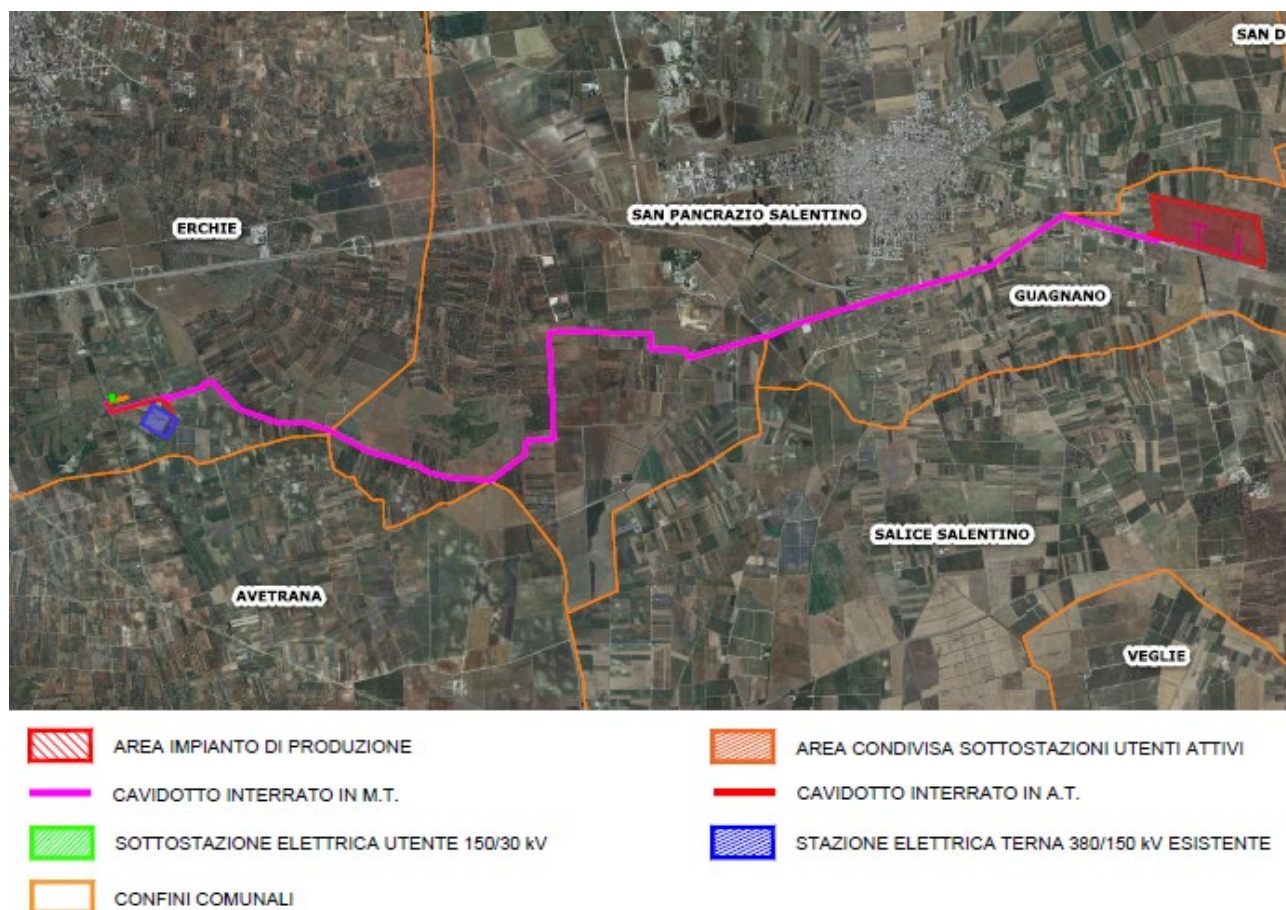 SAN D
ERCHIE
SAN PANCRAZIO SALENTINO
GUAGNANO
SALICE SALENTINO
AVETRANA
VEGLIE
AREA IMPIANTO DI PRODUZIONE
AREA CONDIVISA SOTTOSTAZIONI UTENTI ATTIVI
CAVIDOTTO INTERRATO IN M.T.
CAVIDOTTO INTERRATO IN A.T.
SOTTOSTAZIONE ELETTRICA UTENTE 150/30 kV
STAZIONE ELETTRICA TERNA 380/150 kV ESISTENTE
CONFINI COMUNALI